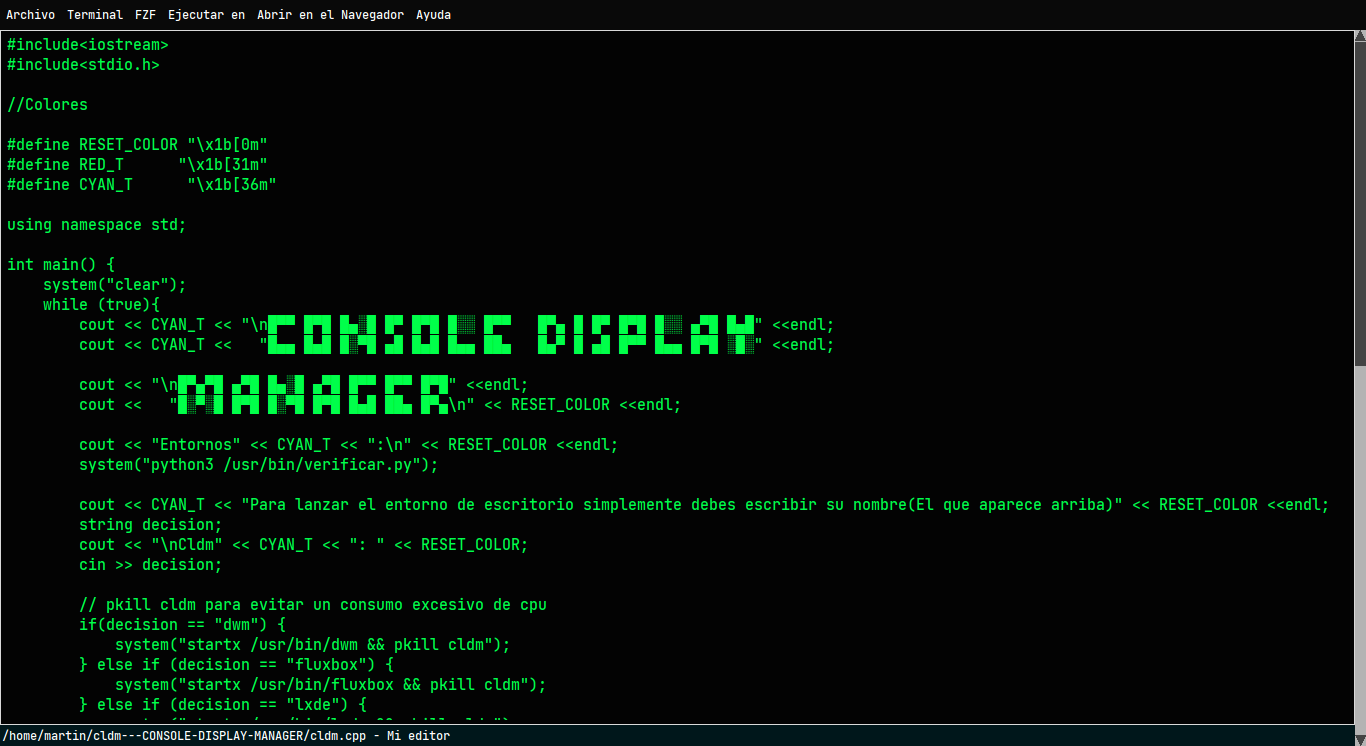 Archivo Terminal FZF Ejecutar en Abrir en el Navegador Ayuda
#include<iostream>
#include<stdio.h>
//Colores
#define RESET_COLOR "\x1b[0m"
#define RED_T      "\x1b[31m"
#define CYAN_T      "\x1b[36m"
using namespace std;
int main() {
    system("clear");
    while (true){
        cout << CYAN_T << "\n█▀▀ █▀█ █▄░█ █▀ █▀█ █░░ █▀▀   █▀▄ █ █▀ █▀█ █░░ ▄▀█ █▄█" <<endl;
        cout << CYAN_T <<   "█▄▄ █▄█ █░▀█ ▄█ █▄█ █▄▄ ██▄   █▄▀ █ ▄█ █▀▀ █▄▄ █▀█ ░█░" <<endl;
        cout << "\n█▀▄▀█ ▄▀█ █▄░█ ▄▀█ █▀▀ █▀▀ █▀█" <<endl;
        cout <<   "█░▀░█ █▀█ █░▀█ █▀█ █▄█ ██▄ █▀▄\n" << RESET_COLOR <<endl;
        cout << "Entornos" << CYAN_T << ":\n" << RESET_COLOR <<endl;
        system("python3 /usr/bin/verificar.py");
        cout << CYAN_T << "Para lanzar el entorno de escritorio simplemente debes escribir su nombre(El que aparece arriba)" << RESET_COLOR <<endl;
        string decision;
        cout << "\nCldm" << CYAN_T << ": " << RESET_COLOR;
        cin >> decision;
        // pkill cldm para evitar un consumo excesivo de cpu
        if(decision == "dwm") {
            system("startx /usr/bin/dwm && pkill cldm");
        } else if (decision == "fluxbox") {
            system("startx /usr/bin/fluxbox && pkill cldm");
        } else if (decision == "lxde") {
/home/martin/cldm---CONSOLE-DISPLAY-MANAGER/cldm.cpp - Mi editor